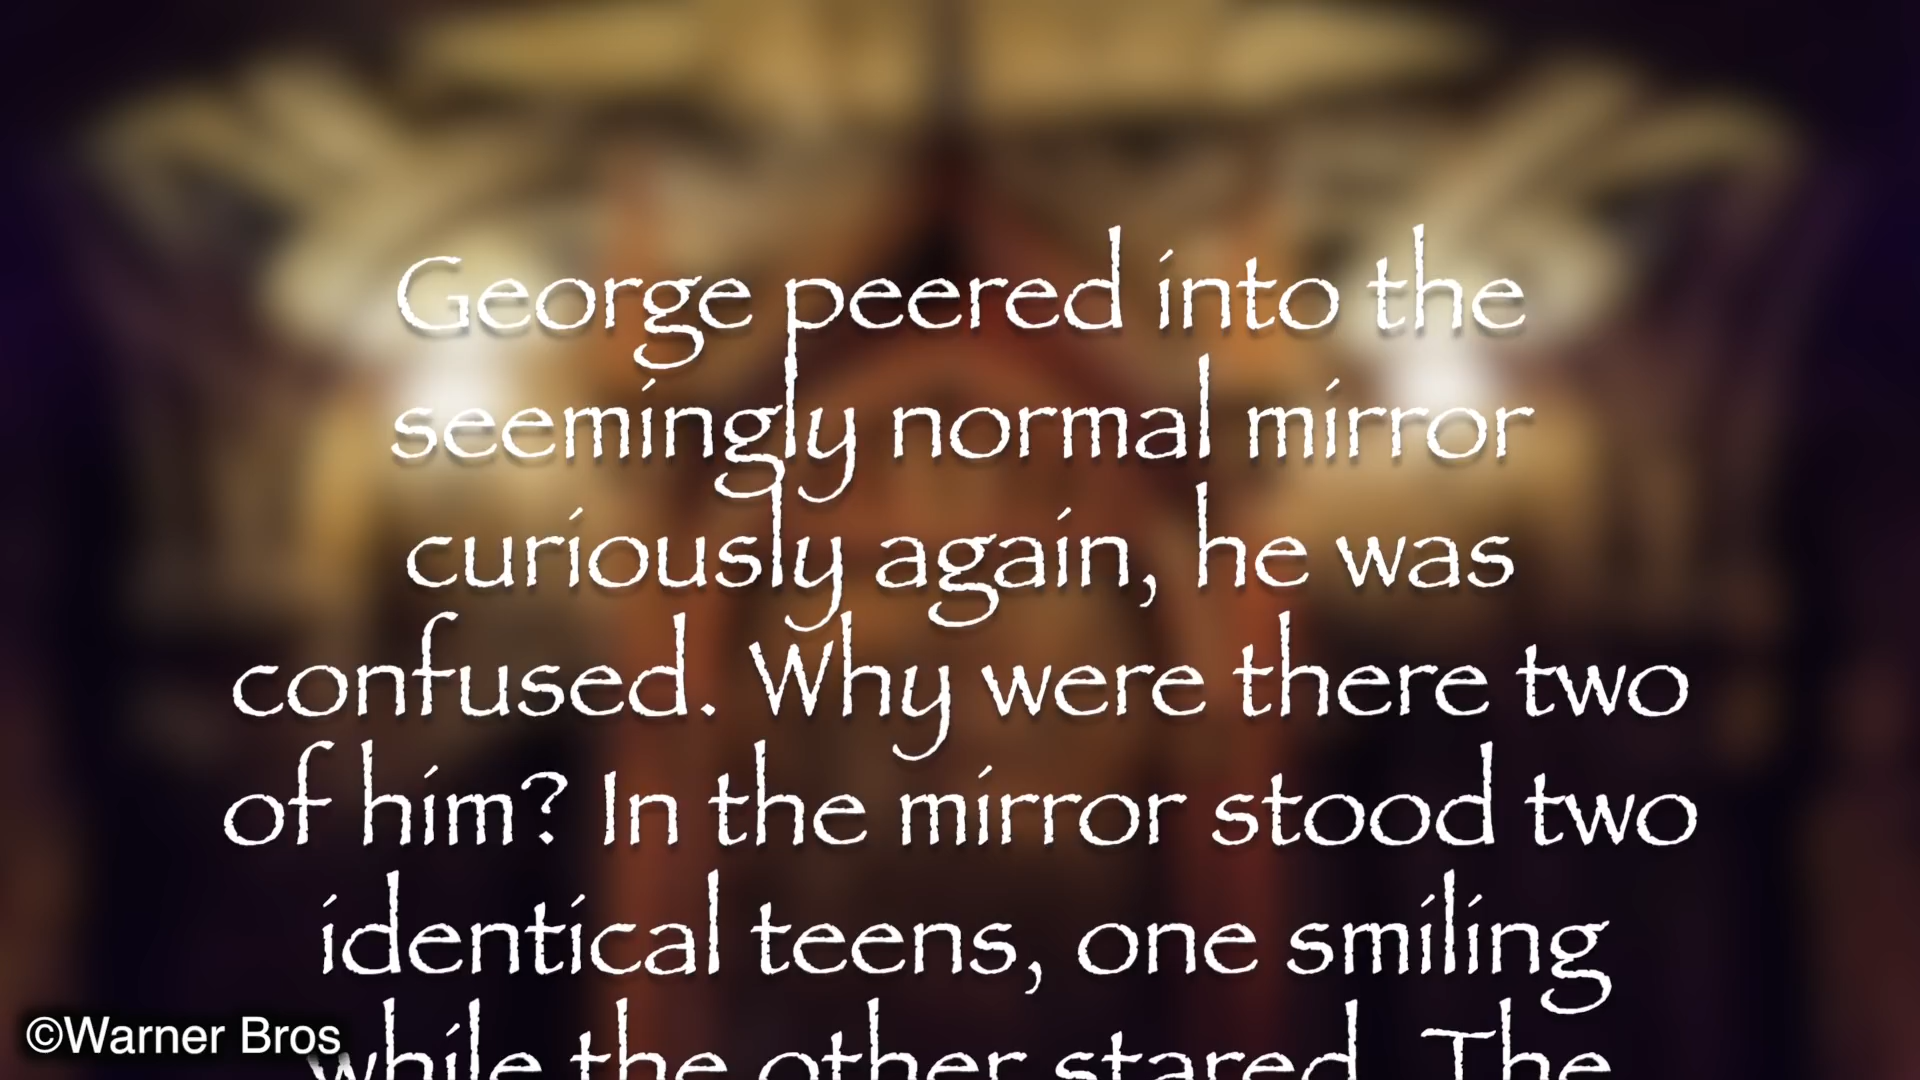 George peered into the
seemingly normal mirror
curiously again, he was
confused. Why were there two
of him? In the mirror stood two
identical teens, one smiling
while the other stared. The
©Warner Bros